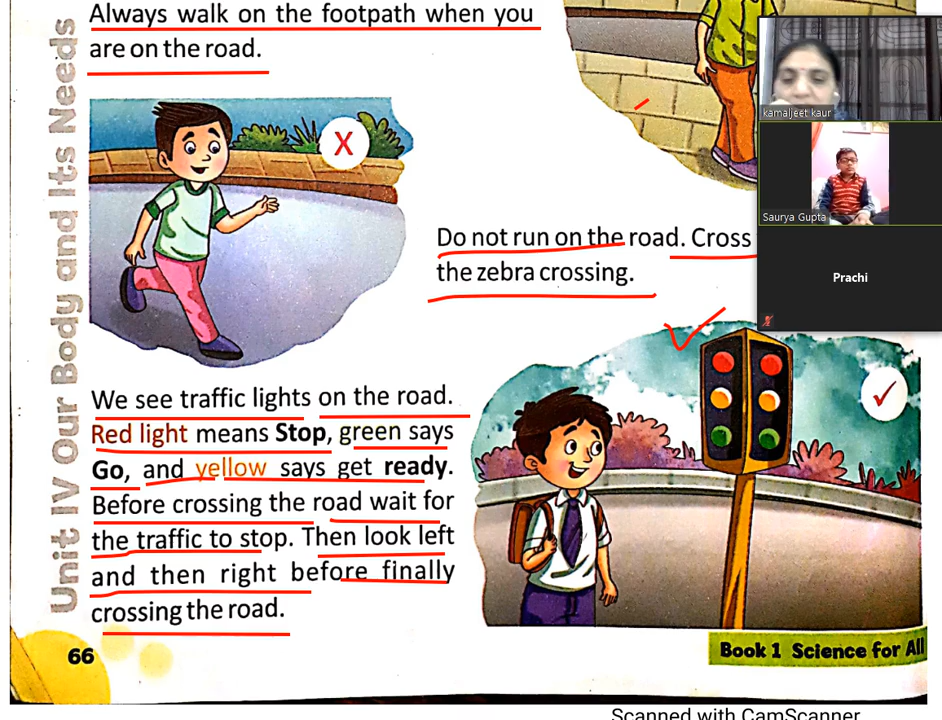 Always walk on the footpath when you
are on the road.
Unit IV Our Body and Its Needs
X
kamaljeet kaur
Saurya Gupta
Prachi
Do not run on the road. Cross
the zebra crossing.
We see traffic lights on the road.
Red light means Stop, green says
Go, and yellow says get ready.
Before crossing the road wait for
the traffic to stop. Then look left
and then right before finally
crossing the road.
66
Book 1 Science for All
Scanned with CamScanner